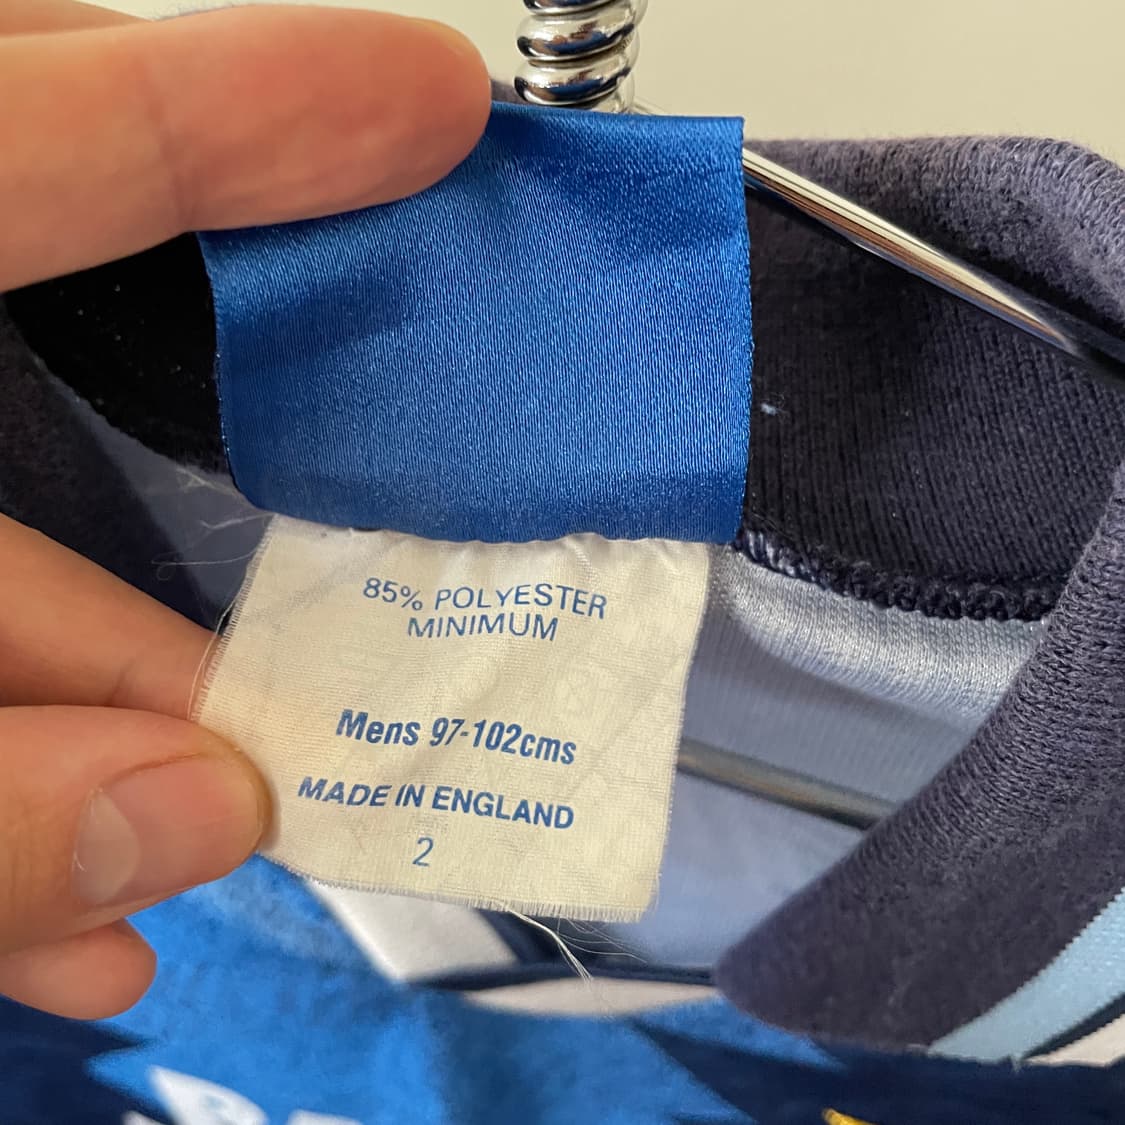 85% POLYESTER
MINIMUM
Mens 97-102cms
MADE IN ENGLAND
2